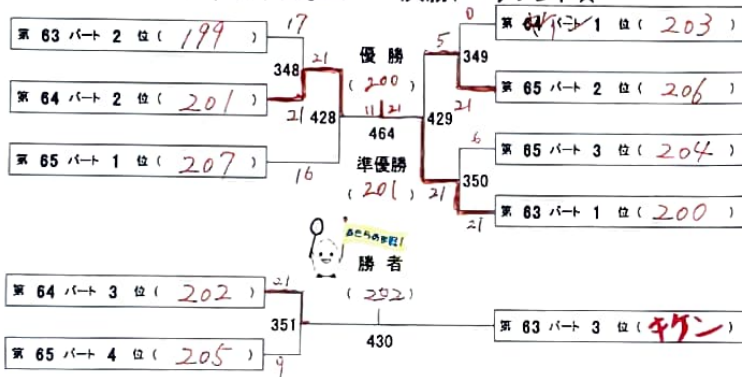 第 63 パート 2 位 ( 199 )
17
348
21
第 64 パート 2 位 ( 201 )
21
428
第 65 パート 1 位 ( 207 )
16
優 勝
( 200 )
11 21
464
準優勝
( 201 )
0
1 位 ( 203 )
5
349
第 65 パート 2 位 ( 206 )
21
429
6
第 65 パート 3 位 ( 204 )
350
21
第 63 パート 1 位 ( 200 )
21
勝 者
( 202 )
21
第 64 パート 3 位 ( 202 )
351
第 65 パート 4 位 ( 205 )
9
430
第 63 パート 3 位 ( キケン )